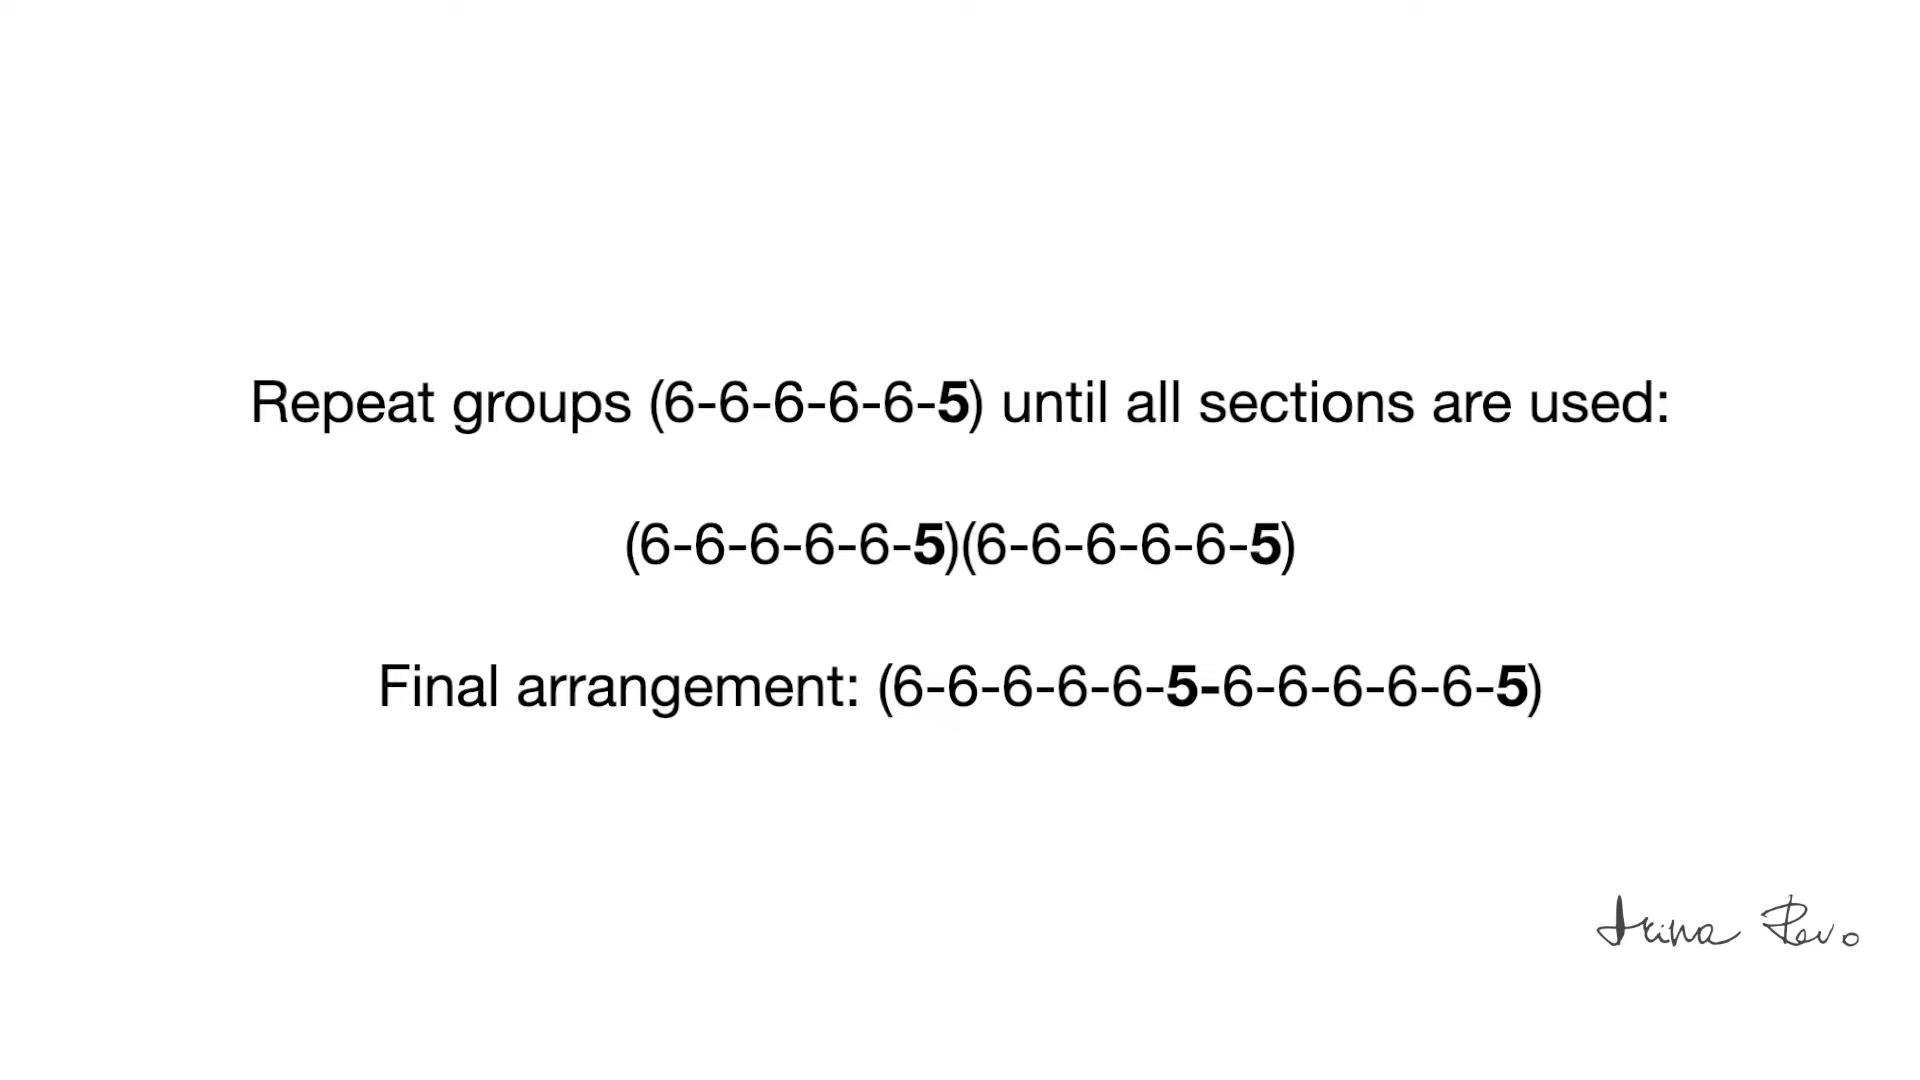 Repeat groups (6-6-6-6-6-5) until all sections are used:
(6-6-6-6-6-5)(6-6-6-6-6-5)
Final arrangement: (6-6-6-6-6-5-6-6-6-6-6-5)
Irina Revo